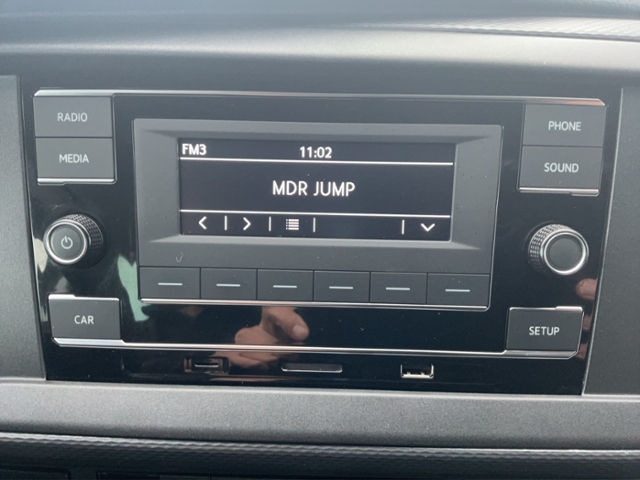 RADIO
MEDIA
CAR
FM3 11:02
MDR JUMP
PHONE
SOUND
SETUP